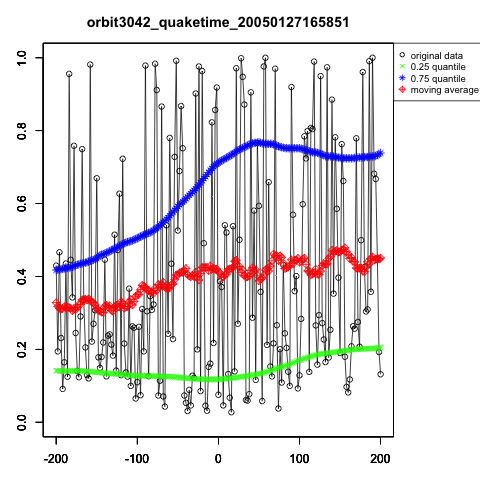 orbit3042_quaketime_20050127165851
original data
0.25 quantile
0.75 quantile
moving average
1.0
0.8
0.6
0.4
0.2
0.0
-200 -100 0 100 200